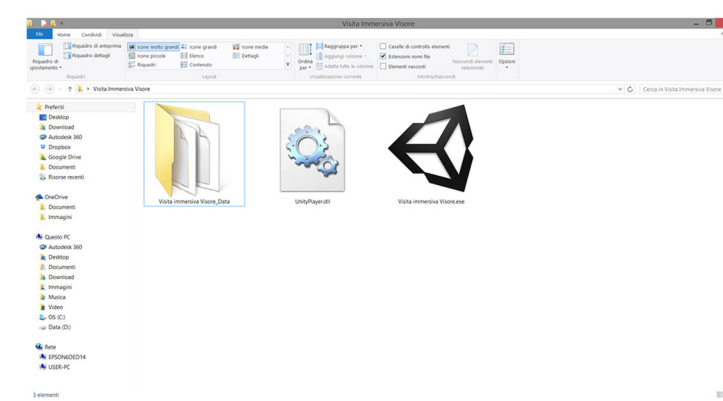 Visita Immersiva Visore
File Home Condividi Visualizza
Riquadro di spostamento
Riquadro di anteprima
Riquadro dettagli
Riquadri
Icone molto grandi
Icone grandi
Icone medie
Icone piccole
Elenco
Dettagli
Riquadri
Contenuto
Layout
Ordina per
Raggruppa per
Aggiungi colonne
Adatta tutte le colonne
Visualizzazione corrente
Caselle di controllo elementi
Estensioni nomi file
Elementi nascosti
Nascondi elementi selezionati
Mostra/Nascondi
Opzioni
Visita Immersiva Visore
Cerca in Visita Immersiva Visore
Preferiti
Desktop
Download
Autodesk 360
Dropbox
Google Drive
Documenti
Risorse recenti
OneDrive
Documenti
Immagini
Questo PC
Autodesk 360
Desktop
Documenti
Download
Immagini
Musica
Video
OS (C:)
Data (D:)
Rete
EPSON6DED14
USER-PC
Visita immersiva Visore_Data
UnityPlayer.dll
Visita immersiva Visore.exe
3 elementi